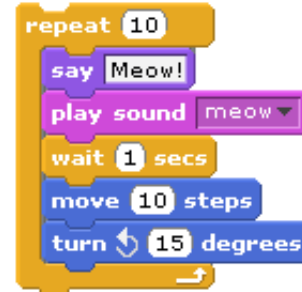 repeat 10
say Meow!
play sound meow
wait 1 secs
move 10 steps
turn 15 degrees